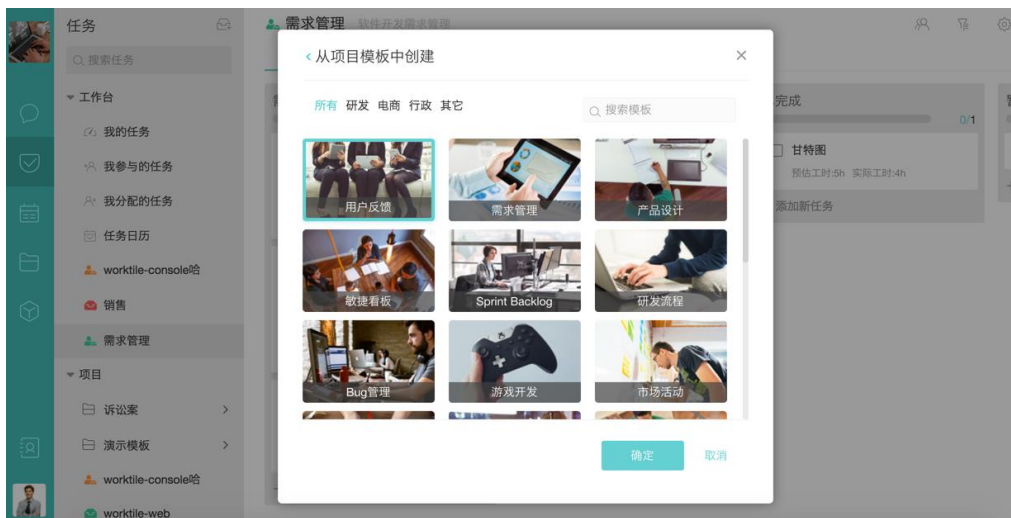 任务
搜索任务
工作台
我的任务
我参与的任务
我分配的任务
任务日历
worktile-console哈
销售
需求管理
项目
诉讼案
演示模板
worktile-console哈
worktile-web
需求管理 软件开发需求管理
从项目模板中创建
所有 研发 电商 行政 其它
搜索模板
用户反馈
需求管理
产品设计
敏捷看板
Sprint Backlog
研发流程
Bug管理
游戏开发
市场活动
确定
取消
完成
0/1
甘特图
预估工时:5h 实际工时:4h
添加新任务